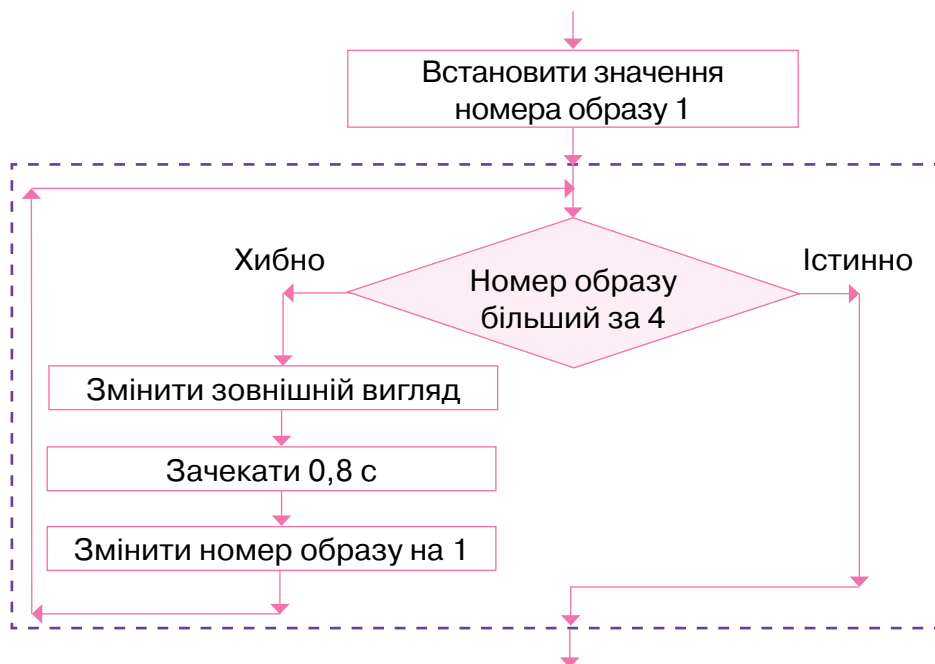 Встановити значення
номера образу 1
Хибно
Істинно
Номер образу
більший за 4
Змінити зовнішній вигляд
Зачекати 0,8 с
Змінити номер образу на 1